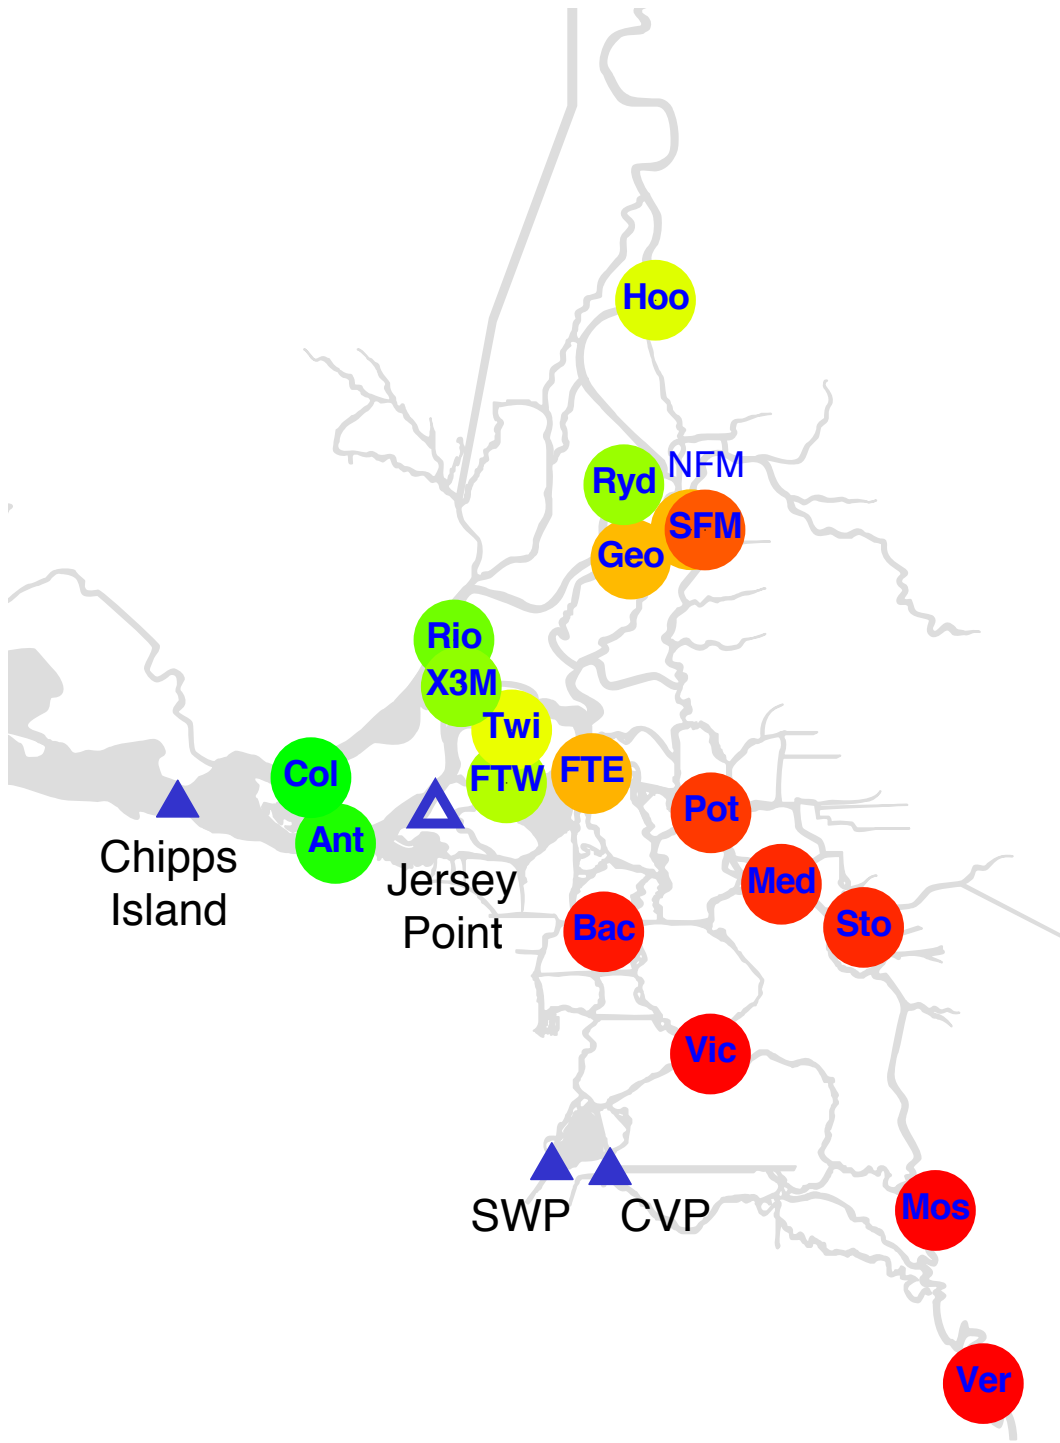 Hoo
NFM
Ryd
SFM
Geo
Rio
X3M
Twi
FTW
FTE
Col
Pot
Ant
Chipps
Island
Jersey
Point
Med
Sto
Bac
Vic
SWP
CVP
Mos
Ver